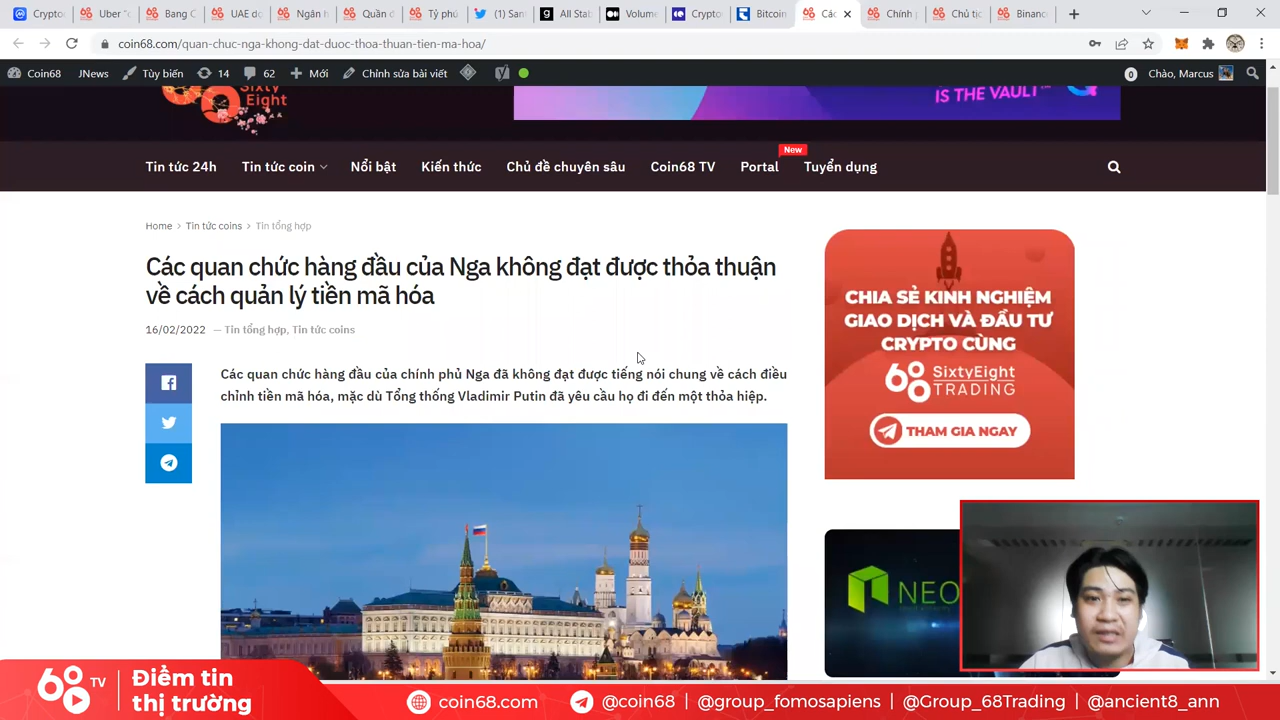 Crypto
Uber "
Bang C
UAE do
Ngân h
Quân đ
Tỷ phú
(1) San
All Stab
Volume
Crypto
Bitcoin
Các
Chính p
Chủ tịc
Binanc
coin68.com/quan-chuc-nga-khong-dat-duoc-thoa-thuan-tien-ma-hoa/
Coin68 JNews Tùy biến 14 62 Mới Chỉnh sửa bài viết
0 Chào, Marcus
SixtyEight
IS THE VAULT
Tin tức 24h Tin tức coin Nổi bật Kiến thức Chủ đề chuyên sâu Coin68 TV Portal New Tuyển dụng
Home > Tin tức coins > Tin tổng hợp
Các quan chức hàng đầu của Nga không đạt được thỏa thuận
về cách quản lý tiền mã hóa
16/02/2022 — Tin tổng hợp, Tin tức coins
Các quan chức hàng đầu của chính phủ Nga đã không đạt được tiếng nói chung về cách điều
chỉnh tiền mã hóa, mặc dù Tổng thống Vladimir Putin đã yêu cầu họ đi đến một thỏa hiệp.
CHIA SẺ KINH NGHIỆM
GIAO DỊCH VÀ ĐẦU TƯ
CRYPTO CÙNG
68 SixtyEight
TRADING
THAM GIA NGAY
NEO
68 TV
Điểm tin
thị trường
coin68.com @coin68 | @group_fomosapiens | @Group_68Trading | @ancient8_ann